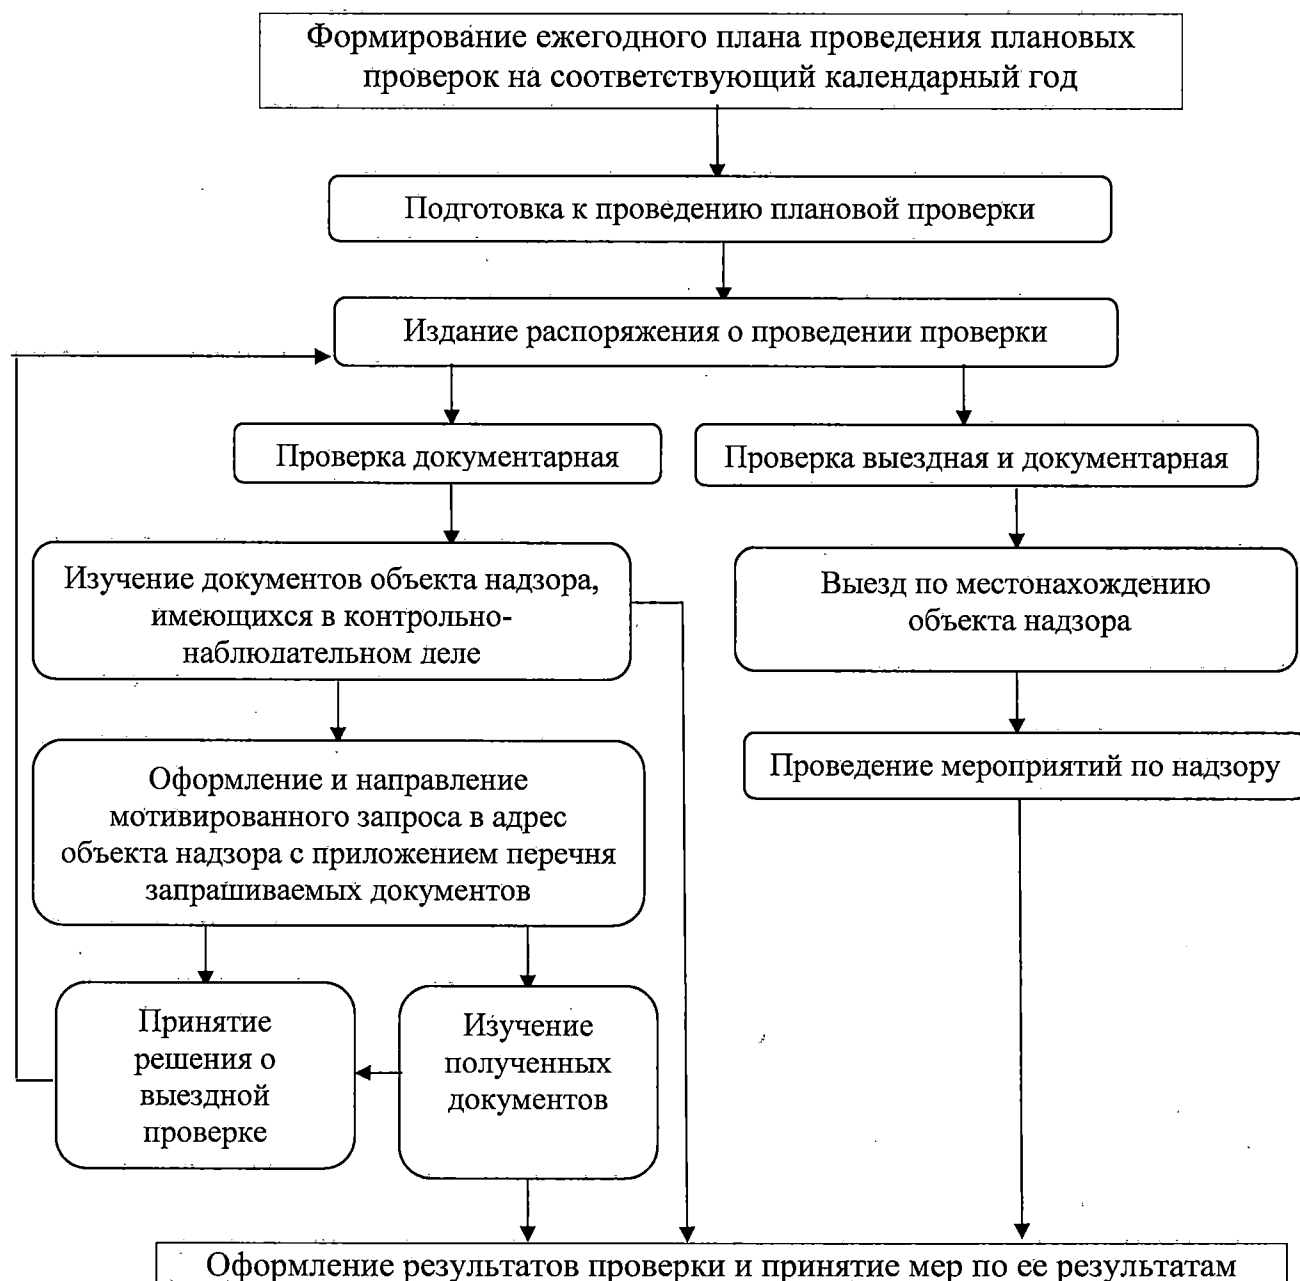 Формирование ежегодного плана проведения плановых
проверок на соответствующий календарный год
Подготовка к проведению плановой проверки
Издание распоряжения о проведении проверки
Проверка документарная
Проверка выездная и документарная
Изучение документов объекта надзора,
имеющихся в контрольно-
наблюдательном деле
Выезд по местонахождению
объекта надзора
Оформление и направление
мотивированного запроса в адрес
объекта надзора с приложением перечня
запрашиваемых документов
Проведение мероприятий по надзору
Принятие
решения о
выездной
проверке
Изучение
полученных
документов
Оформление результатов проверки и принятие мер по ее результатам